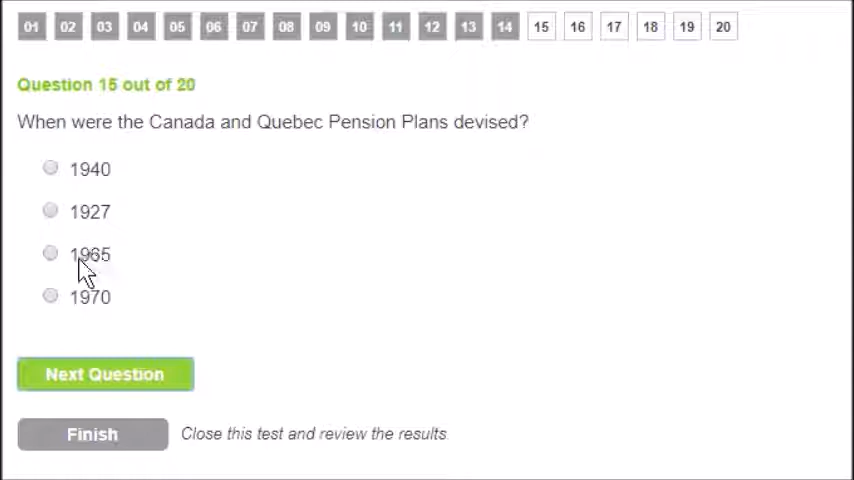 01 02 03 04 05 06 07 08 09 10 11 12 13 14 15 16 17 18 19 20
Question 15 out of 20
When were the Canada and Quebec Pension Plans devised?
1940
1927
1965
1970
Next Question
Finish Close this test and review the results.